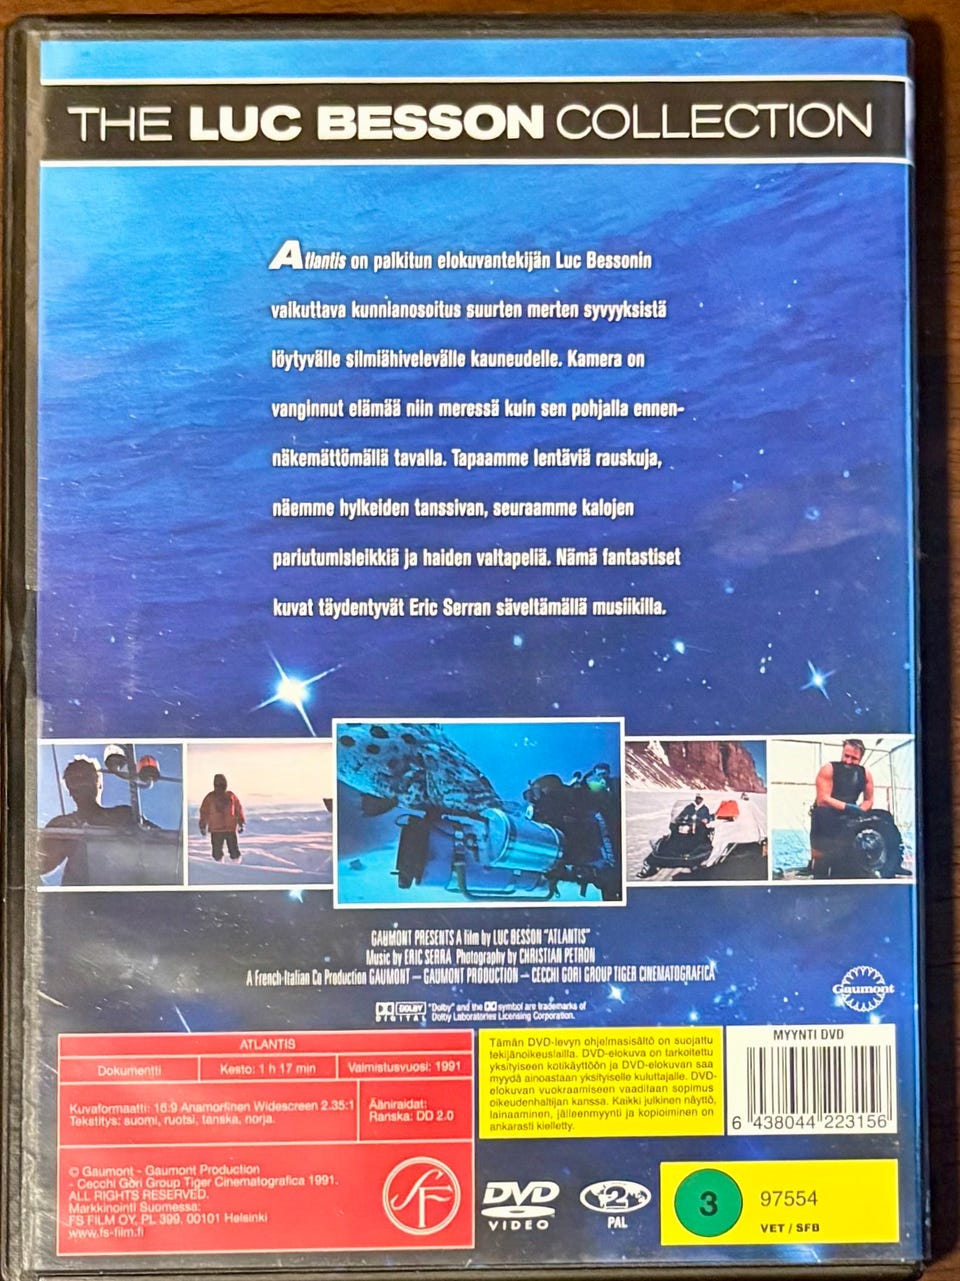 THE LUC BESSON COLLECTION
Atlantis on palkitun elokuvantekijän Luc Bessonin
vaikuttava kunnianosoitus suurten merten syvyyksistä
löytyvälle silmiähivelevälle kauneudelle. Kamera on
vanginnut elämää niin meressä kuin sen pohjalla ennen-
näkemättömällä tavalla. Tapaamme lentäviä rauskuja,
näemme hylkeiden tanssivan, seuraamme kalojen
pariutumisleikkiä ja haiden valtapeliä. Nämä fantastiset
kuvat täydentyvät Eric Serran säveltämällä musiikilla.
GAUMONT PRESENTS A film by LUC BESSON "ATLANTIS"
Music by ERIC SERRA Photography by CHRISTIAN PETRON
A French-Italian Co Production GAUMONT – GAUMONT PRODUCTION – CECCHI GORI GROUP TIGER CINEMATOGRAFICA
Gaumont
DOLBY DIGITAL
"Dolby" and the DD symbol are trademarks of
Dolby Laboratories Licensing Corporation.
ATLANTIS
Dokumentti
Kesto: 1 h 17 min
Valmistusvuosi: 1991
Kuvaformaatti: 16:9 Anamorfinen Widescreen 2.35:1
Tekstitys: suomi, ruotsi, tanska, norja.
Ääniraidat:
Ranska: DD 2.0
© Gaumont - Gaumont Production
- Cecchi Gori Group Tiger Cinematografica 1991.
ALL RIGHTS RESERVED.
Markkinointi Suomessa:
FS FILM OY, PL 399, 00101 Helsinki
www.fs-film.fi
SF
Tämän DVD-levyn ohjelmasisältö on suojattu
tekijänoikeuslailla. DVD-elokuva on tarkoitettu
yksityiseen kotikäyttöön ja DVD-elokuvan saa
myydä ainoastaan yksityiselle kuluttajalle. DVD-
elokuvan vuokraamiseen vaaditaan sopimus
oikeudenhaltijan kanssa. Kaikki julkinen näyttö,
lainaaminen, jälleenmyynti ja kopioiminen on
ankarasti kielletty.
MYYNTI DVD
6 438044 223156
DVD
VIDEO
2
PAL
3
97554
VET / SFB